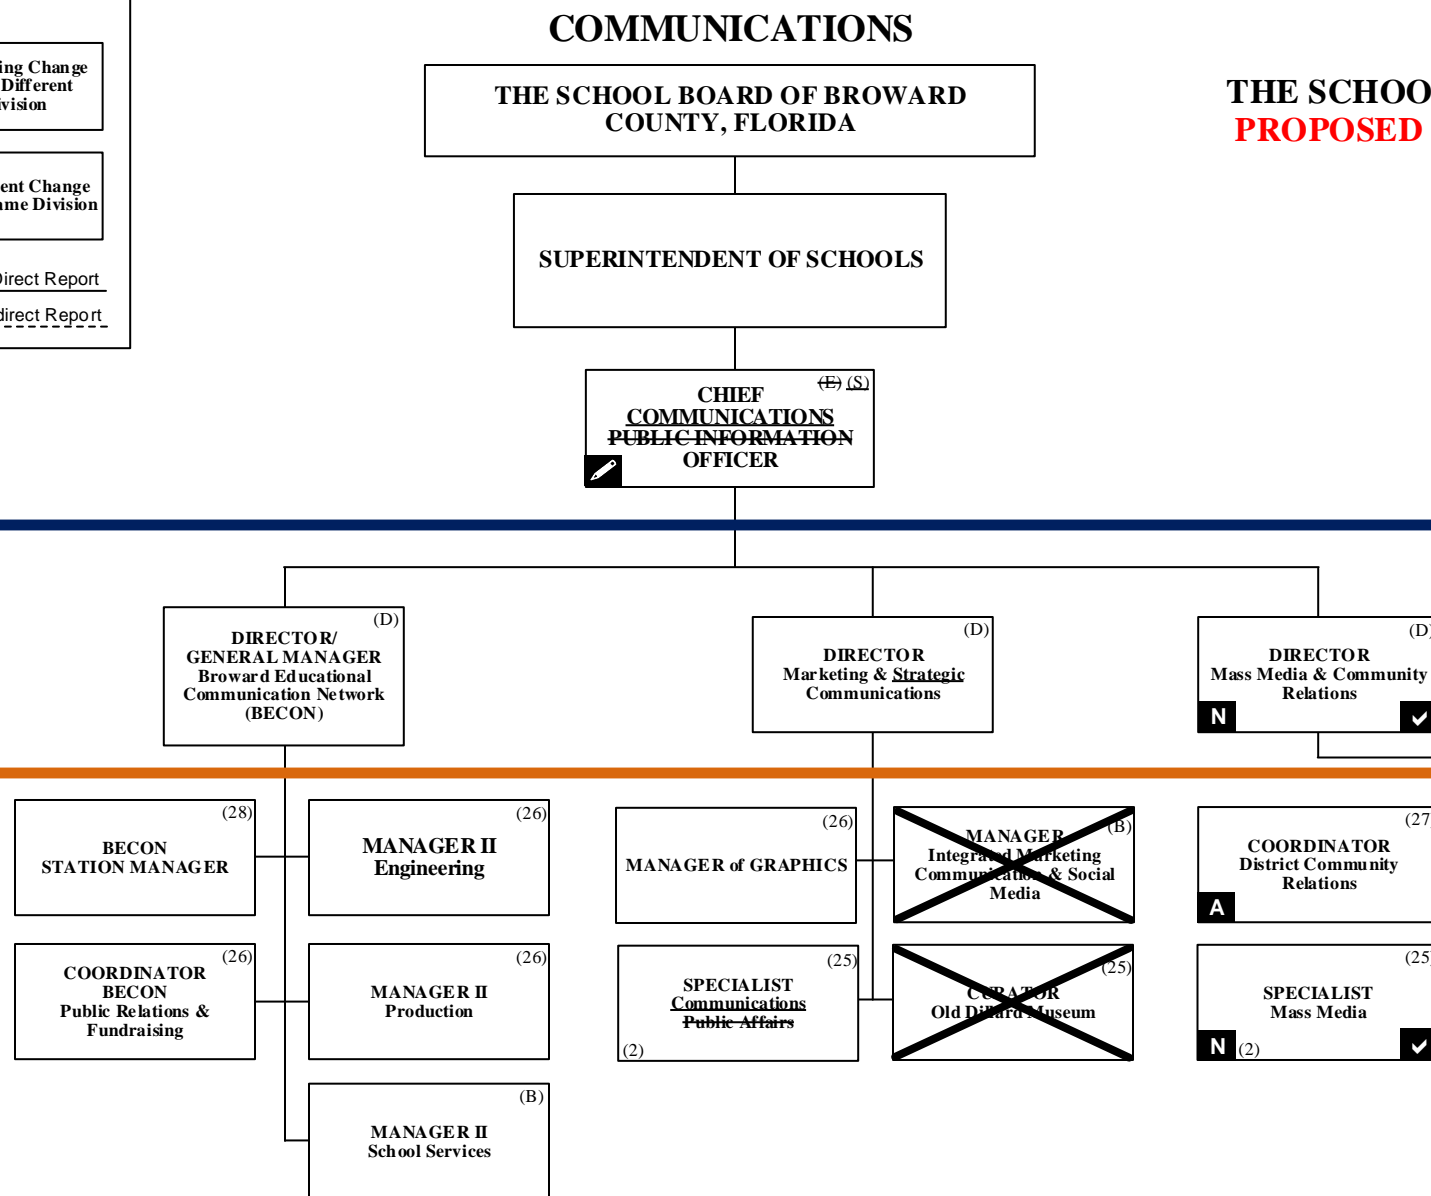 COMMUNICATIONS
ing Change
Different
ivision
ent Change
ame Division
Direct Report
direct Report
THE SCHOOL BOARD OF BROWARD
COUNTY, FLORIDA
THE SCHOO
PROPOSED
SUPERINTENDENT OF SCHOOLS
(E) (S)
CHIEF
COMMUNICATIONS
PUBLIC INFORMATION
OFFICER
(D)
DIRECTOR/
GENERAL MANAGER
Broward Educational
Communication Network
(BECON)
(D)
DIRECTOR
Marketing & Strategic
Communications
(D)
DIRECTOR
Mass Media & Community
Relations
N
(28)
BECON
STATION MANAGER
(26)
MANAGER II
Engineering
(26)
MANAGER of GRAPHICS
(B)
MANAGER
Integrated Marketing
Communication & Social
Media
(27
COORDINATOR
District Community
Relations
A
(26)
COORDINATOR
BECON
Public Relations &
Fundraising
(26)
MANAGER II
Production
(25)
SPECIALIST
Communications
Public Affairs
(2)
(25)
CURATOR
Old Dillard Museum
(25)
SPECIALIST
Mass Media
N (2)
(B)
MANAGER II
School Services